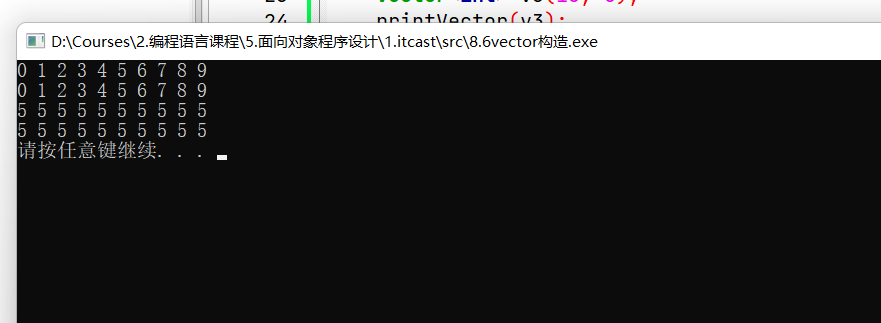 24
printVector(v3);
D:\Courses\2.编程语言课程\5.面向对象程序设计\1.itcast\src\8.6vector构造.exe
0 1 2 3 4 5 6 7 8 9
0 1 2 3 4 5 6 7 8 9
5 5 5 5 5 5 5 5 5 5
5 5 5 5 5 5 5 5 5 5
请按任意键继续. . .